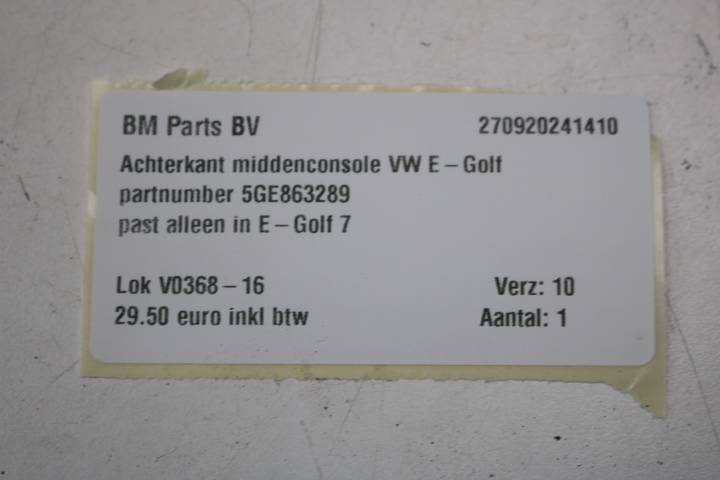 BM Parts BV 270920241410
Achterkant middenconsole VW E-Golf
partnumber 5GE863289
past alleen in E-Golf 7
Lok V0368-16 Verz: 10
29.50 euro inkl btw Aantal: 1